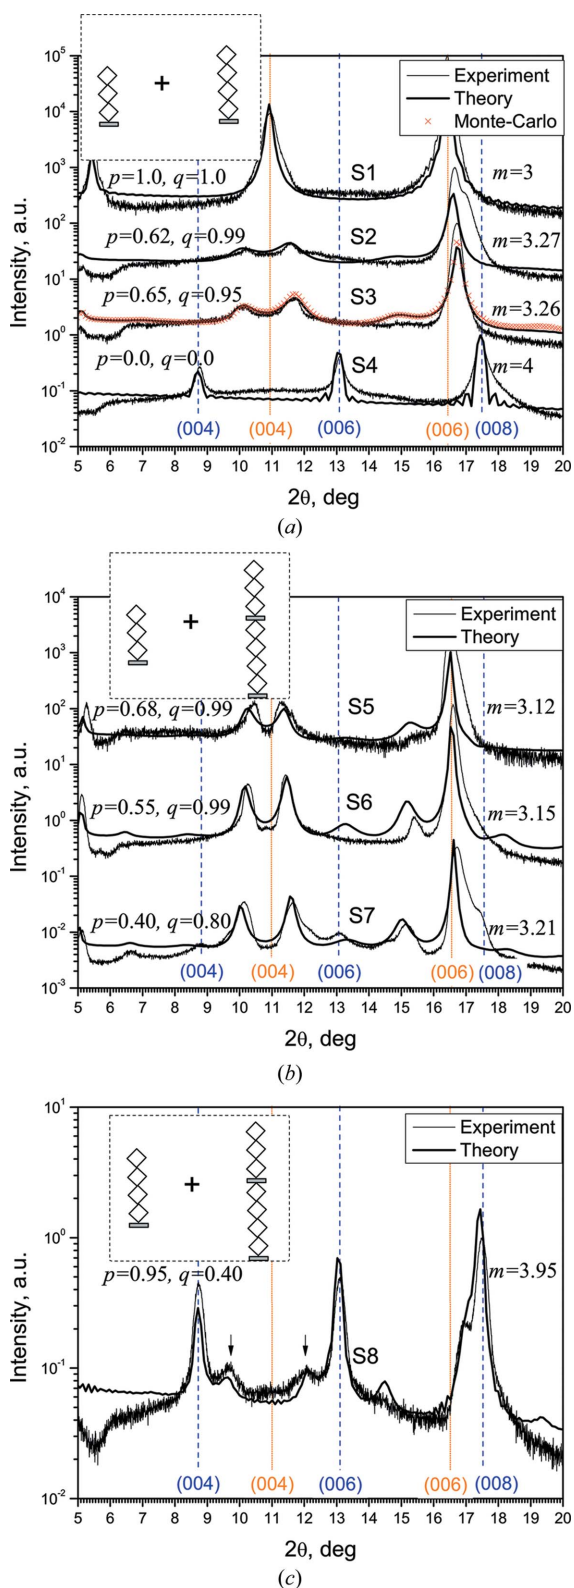 10^5
10^4
10^3
10^2
10^1
10^0
10^-1
10^-2
Intensity, a.u.
+
Experiment
Theory
Monte-Carlo
p=1.0, q=1.0
S1
m=3
S2
p=0.62, q=0.99
m=3.27
p=0.65, q=0.95
S3
m=3.26
p=0.0, q=0.0
S4
m=4
(004)
(004)
(006)
(006)
(008)
5 6 7 8 9 10 11 12 13 14 15 16 17 18 19 20
2θ, deg
(a)
10^4
10^3
10^2
10^1
10^0
10^-1
10^-2
10^-3
Intensity, a.u.
+
Experiment
Theory
p=0.68, q=0.99
S5
m=3.12
p=0.55, q=0.99
S6
m=3.15
p=0.40, q=0.80
S7
m=3.21
(004)
(004)
(006)
(006)
(008)
5 6 7 8 9 10 11 12 13 14 15 16 17 18 19 20
2θ, deg
(b)
10^1
10^0
10^-1
10^-2
Intensity, a.u.
+
Experiment
Theory
p=0.95, q=0.40
m=3.95
S8
(004)
(004)
(006)
(006)
(008)
5 6 7 8 9 10 11 12 13 14 15 16 17 18 19 20
2θ, deg
(c)